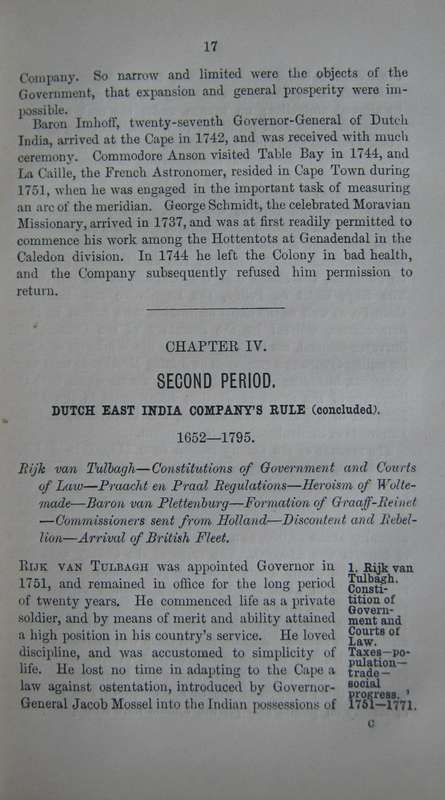 17
Company. So narrow and limited were the objects of the
Government, that expansion and general prosperity were im-
possible.
Baron Imhoff, twenty-seventh Governor-General of Dutch
India, arrived at the Cape in 1742, and was received with much
ceremony. Commodore Anson visited Table Bay in 1744, and
La Caille, the French Astronomer, resided in Cape Town during
1751, when he was engaged in the important task of measuring
an arc of the meridian. George Schmidt, the celebrated Moravian
Missionary, arrived in 1737, and was at first readily permitted to
commence his work among the Hottentots at Genadendal in the
Caledon division. In 1744 he left the Colony in bad health,
and the Company subsequently refused him permission to
return.
CHAPTER IV.
SECOND PERIOD.
DUTCH EAST INDIA COMPANY'S RULE (concluded).
1652—1795.
Rijk van Tulbagh—Constitutions of Government and Courts
of Law—Praacht en Praal Regulations—Heroism of Wolte-
made—Baron van Plettenburg—Formation of Graaff-Reinet
—Commissioners sent from Holland—Discontent and Rebel-
lion—Arrival of British Fleet.
RIJK VAN TULBAGH was appointed Governor in
1751, and remained in office for the long period
of twenty years. He commenced life as a private
soldier, and by means of merit and ability attained
a high position in his country's service. He loved
discipline, and was accustomed to simplicity of
life. He lost no time in adapting to the Cape a
law against ostentation, introduced by Governor-
General Jacob Mossel into the Indian possessions of
1. Rijk van
Tulbagh.
Consti-
tition of
Govern-
ment and
Courts of
Law.
Taxes—po-
pulation—
trade—
social
progress.
1751—1771.
C